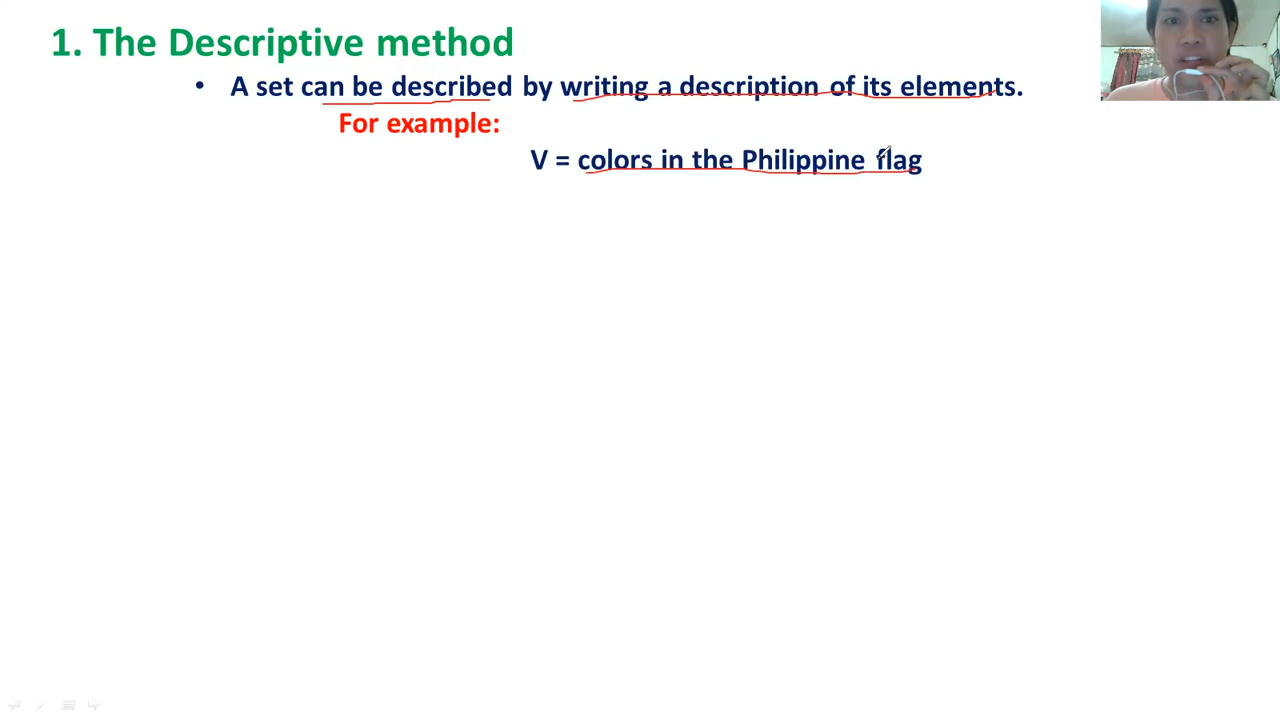 1. The Descriptive method
• A set can be described by writing a description of its elements.
For example:
V = colors in the Philippine flag